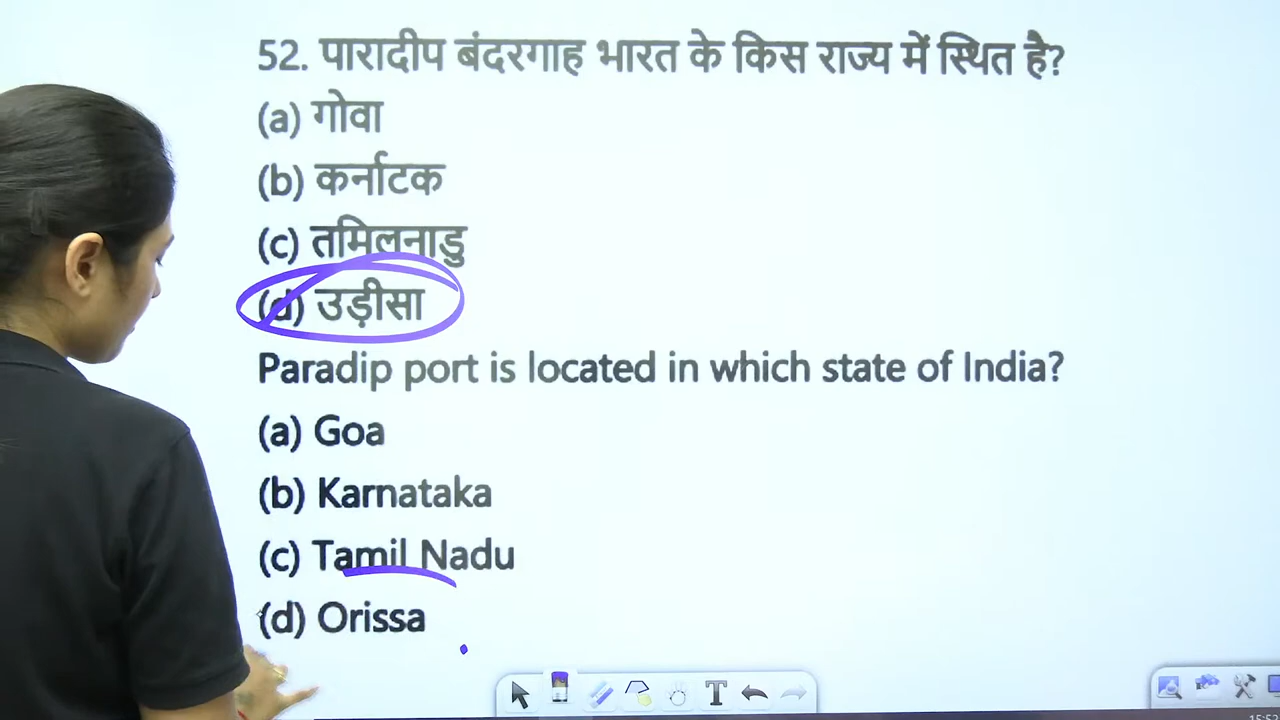 52. पारादीप बंदरगाह भारत के किस राज्य में स्थित है?
(a) गोवा
(b) कर्नाटक
(c) तमिलनाडु
(d) उड़ीसा
Paradip port is located in which state of India?
(a) Goa
(b) Karnataka
(c) Tamil Nadu
(d) Orissa
T